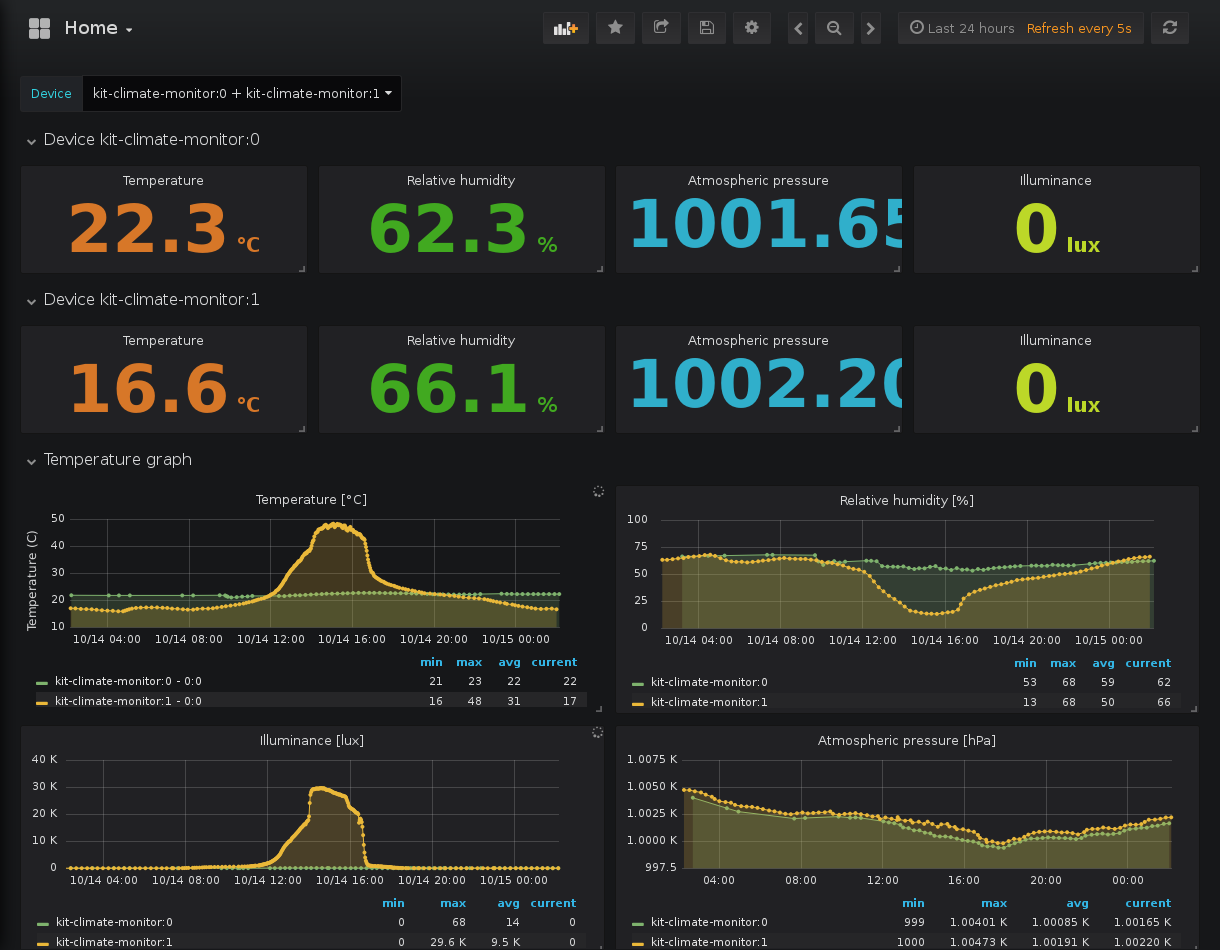 Home
Last 24 hours Refresh every 5s
Device kit-climate-monitor:0 + kit-climate-monitor:1
Device kit-climate-monitor:0
Temperature Relative humidity Atmospheric pressure Illuminance
22.3 °C 62.3 % 1001.65 0 lux
Device kit-climate-monitor:1
Temperature Relative humidity Atmospheric pressure Illuminance
16.6 °C 66.1 % 1002.20 0 lux
Temperature graph
Temperature [°C]
Temperature (C)
50
40
30
20
10
10/14 04:00 10/14 08:00 10/14 12:00 10/14 16:00 10/14 20:00 10/15 00:00
min max avg current
kit-climate-monitor:0 - 0:0 21 23 22 22
kit-climate-monitor:1 - 0:0 16 48 31 17
Relative humidity [%]
100
75
50
25
0
10/14 04:00 10/14 08:00 10/14 12:00 10/14 16:00 10/14 20:00 10/15 00:00
min max avg current
kit-climate-monitor:0 53 68 59 62
kit-climate-monitor:1 13 68 50 66
Illuminance [lux]
40 K
30 K
20 K
10 K
0
10/14 04:00 10/14 08:00 10/14 12:00 10/14 16:00 10/14 20:00 10/15 00:00
min max avg current
kit-climate-monitor:0 0 68 14 0
kit-climate-monitor:1 0 29.6 K 9.5 K 0
Atmospheric pressure [hPa]
1.0075 K
1.0050 K
1.0025 K
1.0000 K
997.5
04:00 08:00 12:00 16:00 20:00 00:00
min max avg current
kit-climate-monitor:0 999 1.00401 K 1.00085 K 1.00165 K
kit-climate-monitor:1 1000 1.00473 K 1.00191 K 1.00220 K